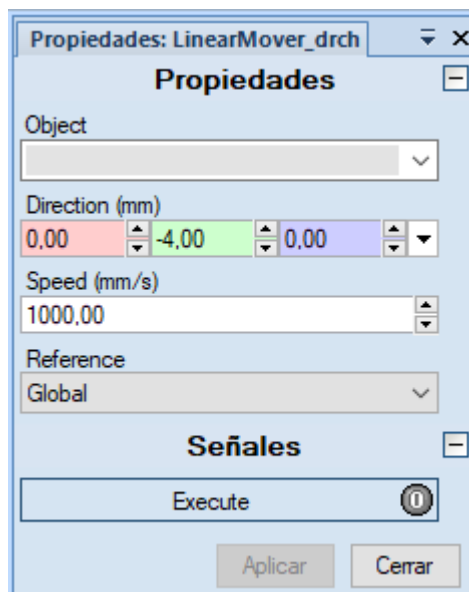 Propiedades: LinearMover_drch
Propiedades
Object
Direction (mm)
0,00 -4,00 0,00
Speed (mm/s)
1000,00
Reference
Global
Señales
Execute
Aplicar Cerrar